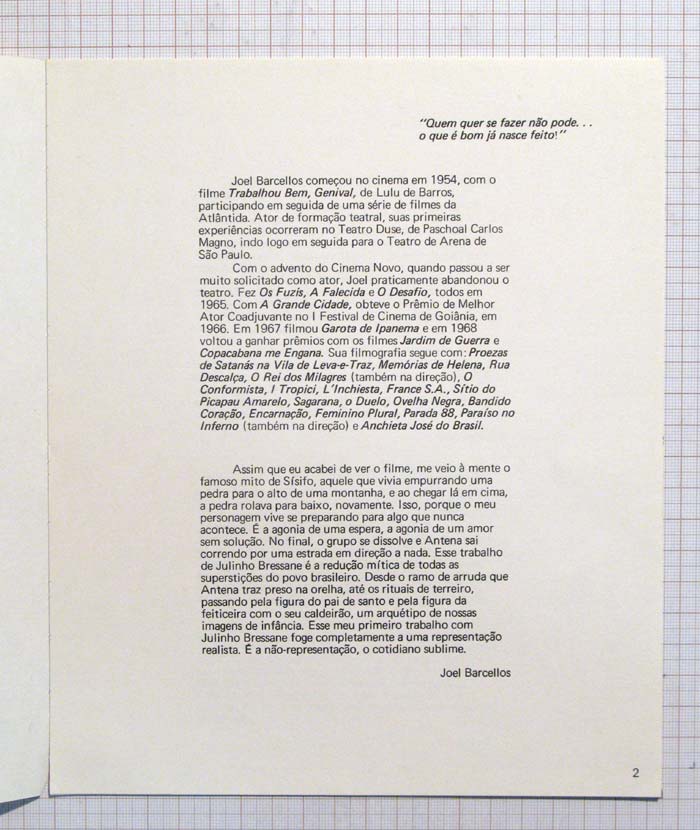 "Quem quer se fazer não pode. . .
o que é bom já nasce feito!"
Joel Barcellos começou no cinema em 1954, com o
filme Trabalhou Bem, Genival, de Lulu de Barros,
participando em seguida de uma série de filmes da
Atlântida. Ator de formação teatral, suas primeiras
experiências ocorreram no Teatro Duse, de Paschoal Carlos
Magno, indo logo em seguida para o Teatro de Arena de
São Paulo.
Com o advento do Cinema Novo, quando passou a ser
muito solicitado como ator, Joel praticamente abandonou o
teatro. Fez Os Fuzis, A Falecida e O Desafio, todos em
1965. Com A Grande Cidade, obteve o Prêmio de Melhor
Ator Coadjuvante no I Festival de Cinema de Goiânia, em
1966. Em 1967 filmou Garota de Ipanema e em 1968
voltou a ganhar prêmios com os filmes Jardim de Guerra e
Copacabana me Engana. Sua filmografia segue com: Proezas
de Satanás na Vila de Leva-e-Traz, Memórias de Helena, Rua
Descalça, O Rei dos Milagres (também na direção), O
Conformista, I Tropici, L'Inchiesta, France S.A., Sítio do
Picapau Amarelo, Sagarana, o Duelo, Ovelha Negra, Bandido
Coração, Encarnação, Feminino Plural, Parada 88, Paraíso no
Inferno (também na direção) e Anchieta José do Brasil.
Assim que eu acabei de ver o filme, me veio à mente o
famoso mito de Sísifo, aquele que vivia empurrando uma
pedra para o alto de uma montanha, e ao chegar lá em cima,
a pedra rolava para baixo, novamente. Isso, porque o meu
personagem vive se preparando para algo que nunca
acontece. É a agonia de uma espera, a agonia de um amor
sem solução. No final, o grupo se dissolve e Antena sai
correndo por uma estrada em direção a nada. Esse trabalho
de Julinho Bressane é a redução mítica de todas as
superstições do povo brasileiro. Desde o ramo de arruda que
Antena traz preso na orelha, até os rituais de terreiro,
passando pela figura do pai de santo e pela figura da
feiticeira com o seu caldeirão, um arquétipo de nossas
imagens de infância. Esse meu primeiro trabalho com
Julinho Bressane foge completamente a uma representação
realista. É a não-representação, o cotidiano sublime.
Joel Barcellos
2